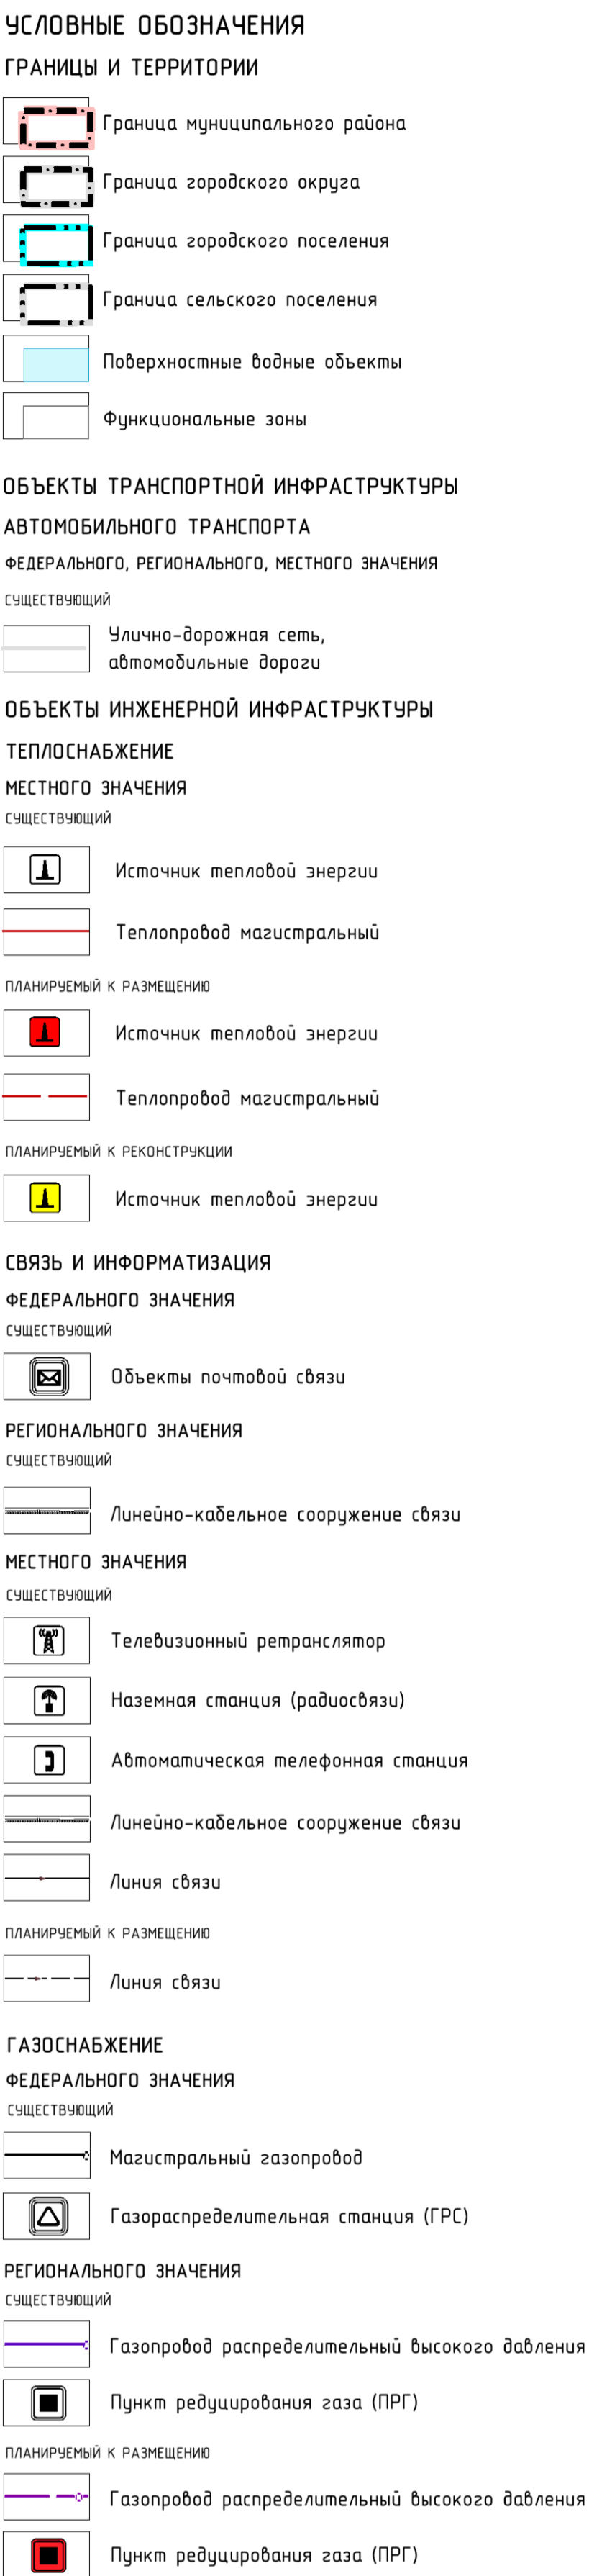 УСЛОВНЫЕ ОБОЗНАЧЕНИЯ
ГРАНИЦЫ И ТЕРРИТОРИИ
Граница муниципального района
Граница городского округа
Граница городского поселения
Граница сельского поселения
Поверхностные водные объекты
Функциональные зоны
ОБЪЕКТЫ ТРАНСПОРТНОЙ ИНФРАСТРУКТУРЫ
АВТОМОБИЛЬНОГО ТРАНСПОРТА
ФЕДЕРАЛЬНОГО, РЕГИОНАЛЬНОГО, МЕСТНОГО ЗНАЧЕНИЯ
СУЩЕСТВУЮЩИЙ
Улично-дорожная сеть,
автомобильные дороги
ОБЪЕКТЫ ИНЖЕНЕРНОЙ ИНФРАСТРУКТУРЫ
ТЕПЛОСНАБЖЕНИЕ
МЕСТНОГО ЗНАЧЕНИЯ
СУЩЕСТВУЮЩИЙ
Источник тепловой энергии
Теплопровод магистральный
ПЛАНИРУЕМЫЙ К РАЗМЕЩЕНИЮ
Источник тепловой энергии
Теплопровод магистральный
ПЛАНИРУЕМЫЙ К РЕКОНСТРУКЦИИ
Источник тепловой энергии
СВЯЗЬ И ИНФОРМАТИЗАЦИЯ
ФЕДЕРАЛЬНОГО ЗНАЧЕНИЯ
СУЩЕСТВУЮЩИЙ
Объекты почтовой связи
РЕГИОНАЛЬНОГО ЗНАЧЕНИЯ
СУЩЕСТВУЮЩИЙ
Линейно-кабельное сооружение связи
МЕСТНОГО ЗНАЧЕНИЯ
СУЩЕСТВУЮЩИЙ
Телевизионный ретранслятор
Наземная станция (радиосвязи)
Автоматическая телефонная станция
Линейно-кабельное сооружение связи
Линия связи
ПЛАНИРУЕМЫЙ К РАЗМЕЩЕНИЮ
Линия связи
ГАЗОСНАБЖЕНИЕ
ФЕДЕРАЛЬНОГО ЗНАЧЕНИЯ
СУЩЕСТВУЮЩИЙ
Магистральный газопровод
Газораспределительная станция (ГРС)
РЕГИОНАЛЬНОГО ЗНАЧЕНИЯ
СУЩЕСТВУЮЩИЙ
Газопровод распределительный высокого давления
Пункт редуцирования газа (ПРГ)
ПЛАНИРУЕМЫЙ К РАЗМЕЩЕНИЮ
Газопровод распределительный высокого давления
Пункт редуцирования газа (ПРГ)